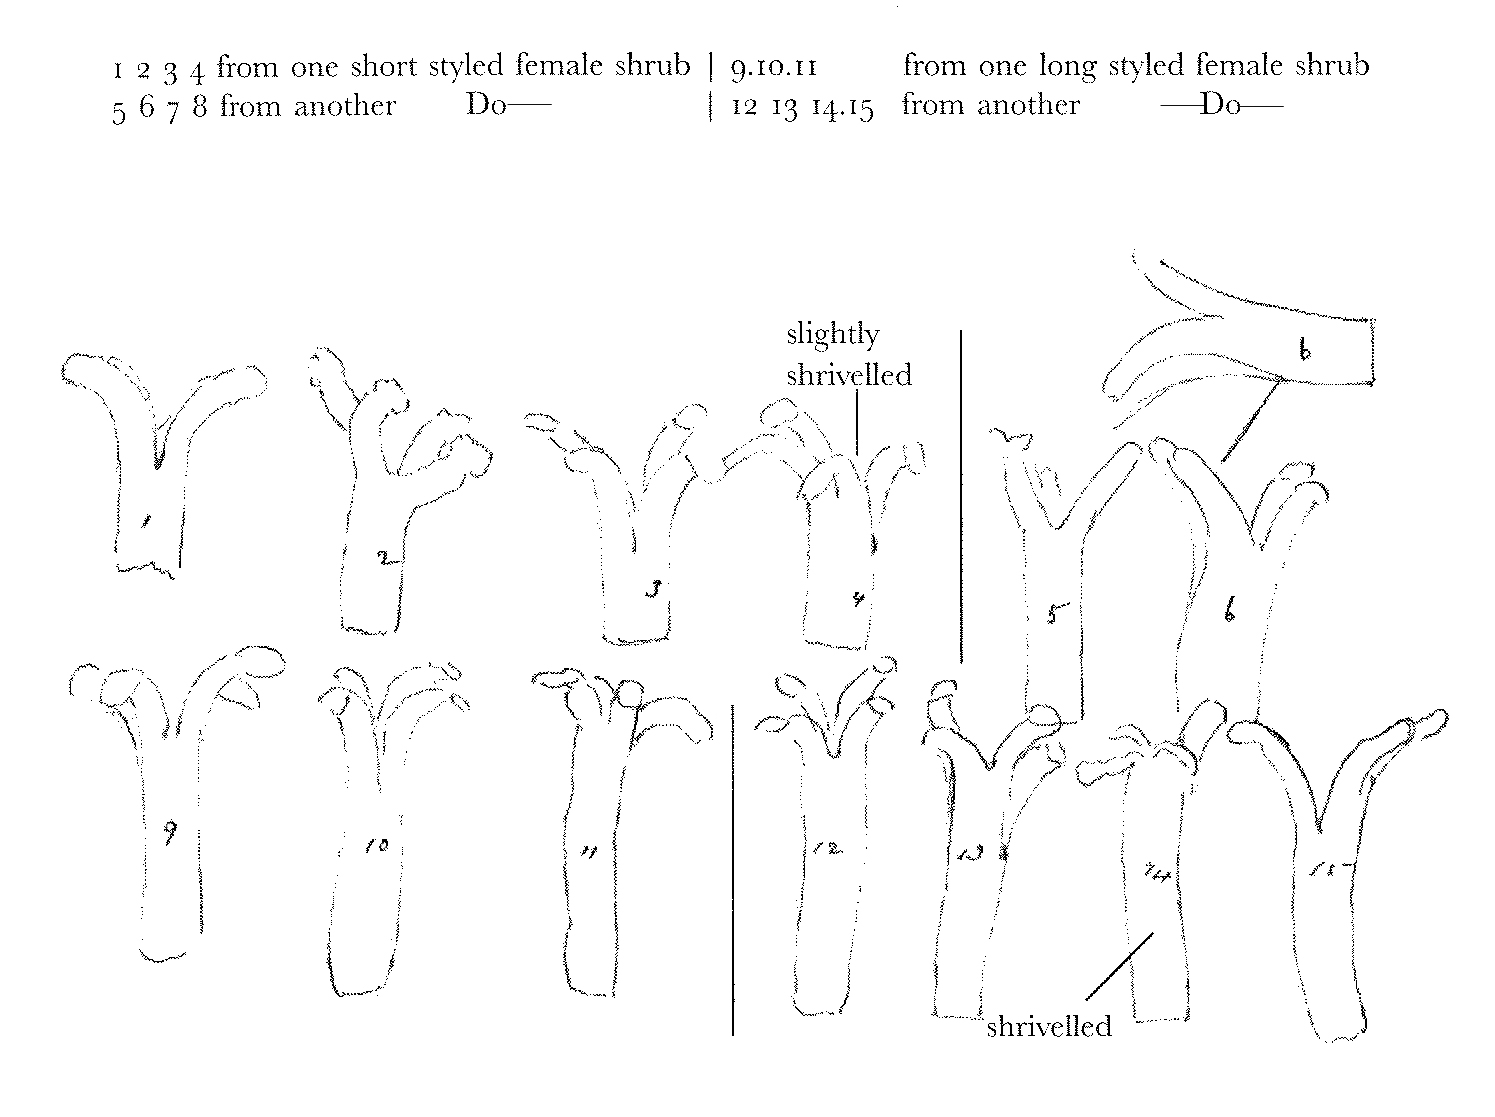 1 2 3 4 from one short styled female shrub | 9.10.11 from one long styled female shrub
5 6 7 8 from another Do— | 12 13 14.15 from another —Do—
slightly
shrivelled
6
1
2
3
4
5
6
9
10
11
12
13
14
15
shrivelled